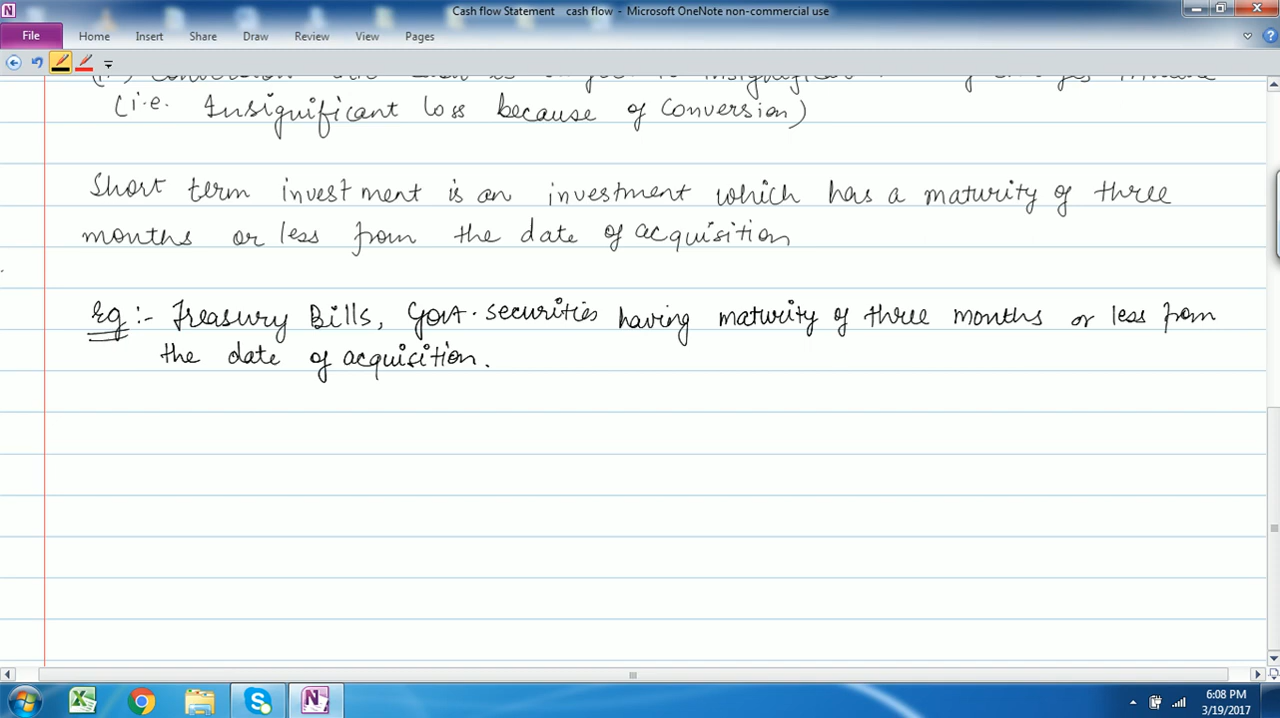 Cash flow Statement cash flow - Microsoft OneNote non-commercial use
File Home Insert Share Draw Review View Pages
(i.e. Insignificant loss because of conversion)
Short term investment is an investment which has a maturity of three
months or less from the date of acquisition
Eg :- Treasury Bills, Govt. securities having maturity of three months or less from
the date of acquisition.
6:08 PM
3/19/2017